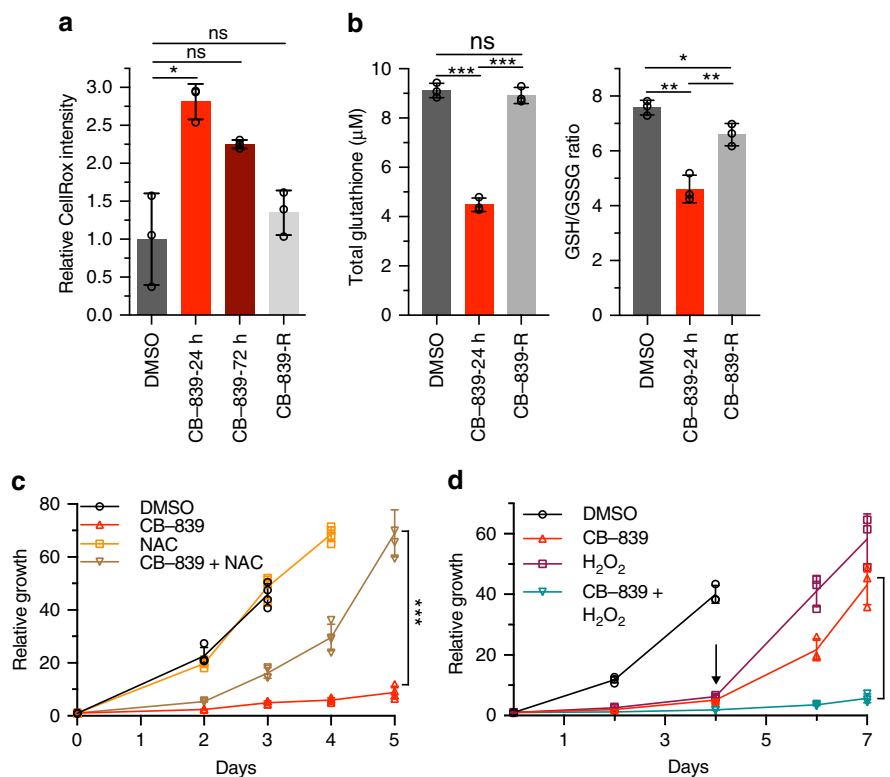 a
ns
ns
*
Relative CellRox intensity
3.0
2.5
2.0
1.5
1.0
0.5
0.0
DMSO
CB–839-24 h
CB–839-72 h
CB–839-R
b
ns
*** ***
Total glutathione (μM)
10
8
6
4
2
0
DMSO
CB–839-24 h
CB–839-R
*
** **
GSH/GSSG ratio
8
6
4
2
0
DMSO
CB–839-24 h
CB–839-R
c
DMSO
CB–839
NAC
CB–839 + NAC
Relative growth
80
60
40
20
0
***
0 1 2 3 4 5
Days
d
DMSO
CB–839
H₂O₂
CB–839 +
H₂O₂
Relative growth
60
40
20
0
1 3 5 7
Days